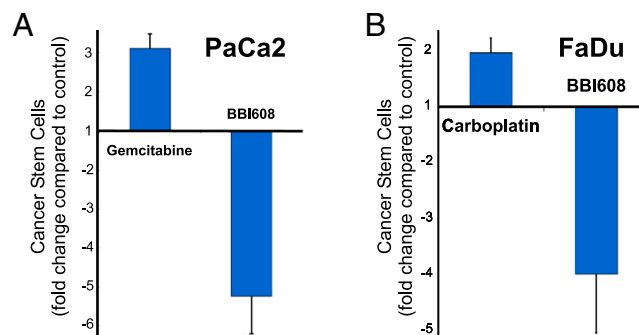 A
PaCa2
Cancer Stem Cells
(fold change compared to control)
3
2
1
-2
-3
-4
-5
-6
BBI608
Gemcitabine
B
FaDu
Cancer Stem Cells
(fold change compared to control)
2
1
-2
-3
-4
-5
BBI608
Carboplatin